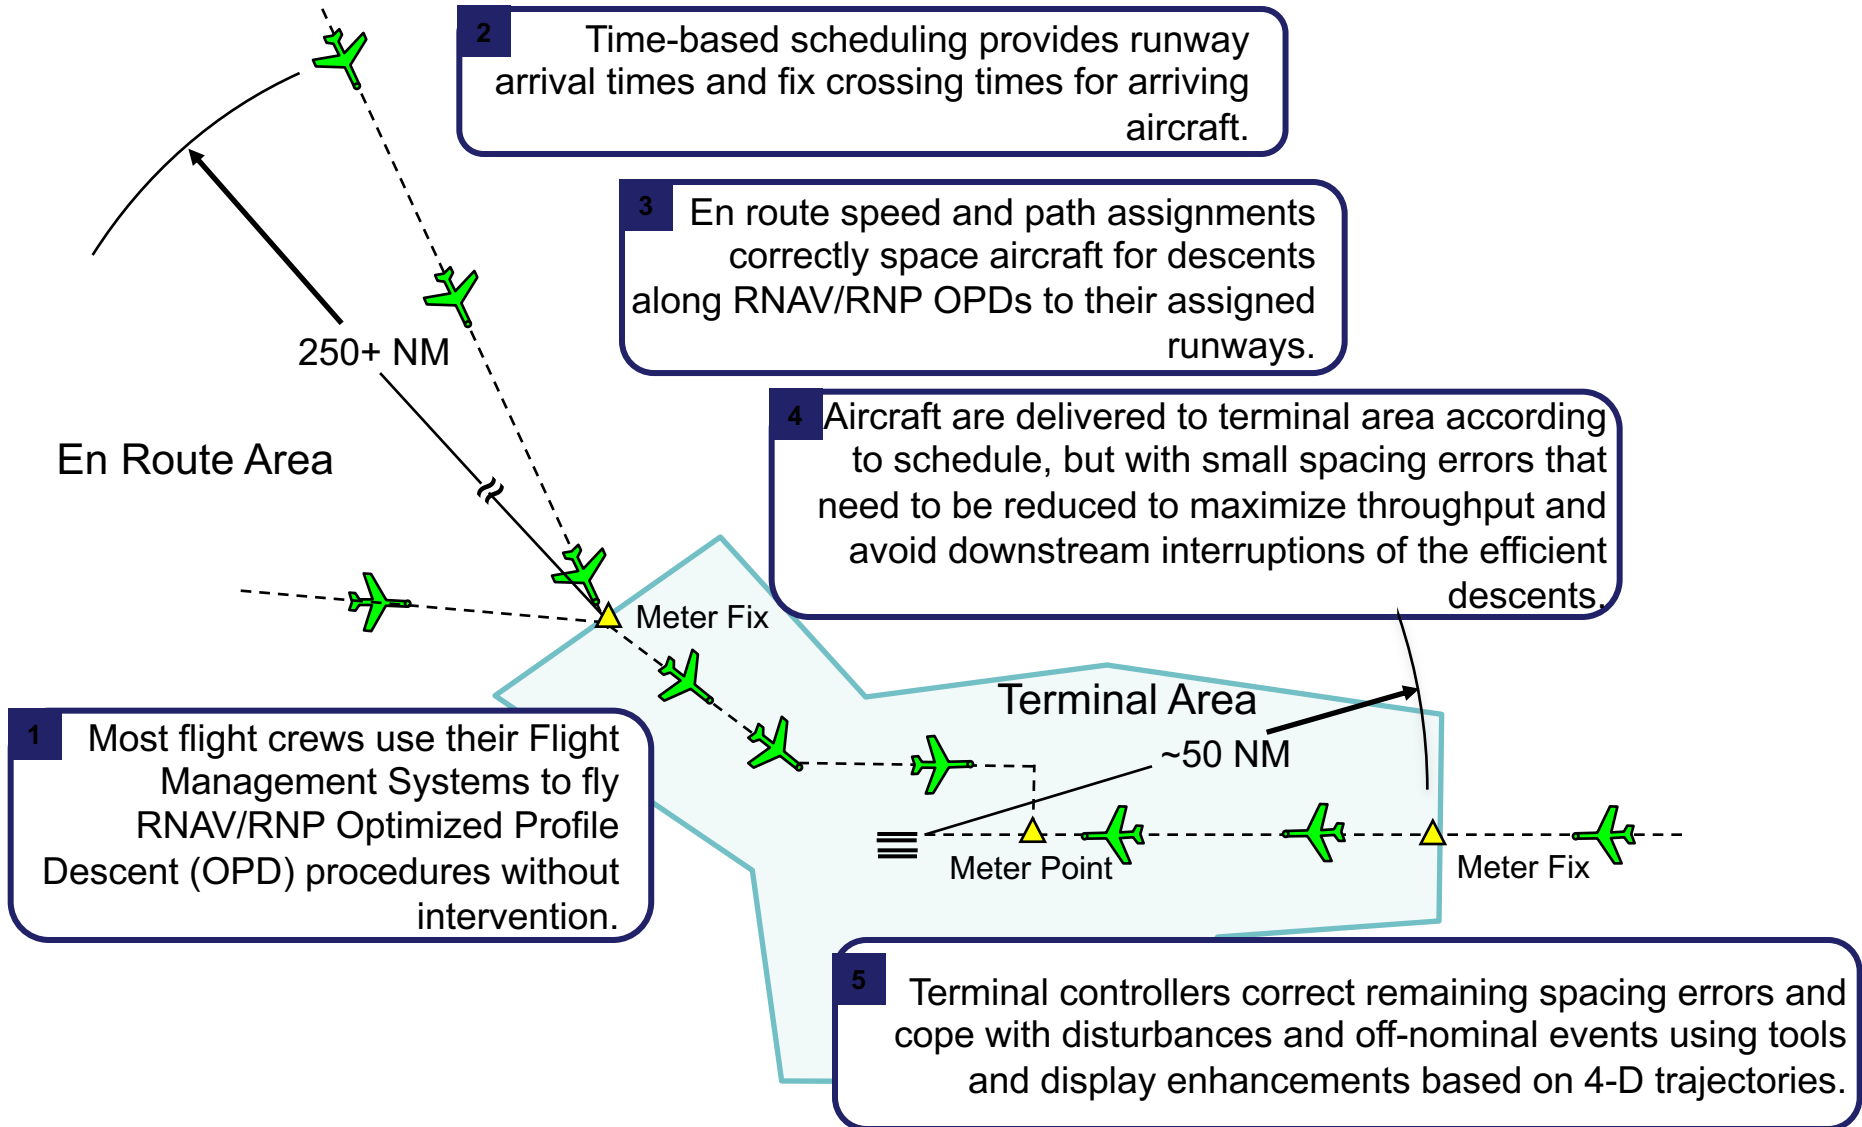 2
Time-based scheduling provides runway
arrival times and fix crossing times for arriving
aircraft.
3
En route speed and path assignments
correctly space aircraft for descents
along RNAV/RNP OPDs to their assigned
runways.
250+ NM
4
Aircraft are delivered to terminal area according
to schedule, but with small spacing errors that
need to be reduced to maximize throughput and
avoid downstream interruptions of the efficient
descents.
En Route Area
Meter Fix
Terminal Area
~50 NM
1
Most flight crews use their Flight
Management Systems to fly
RNAV/RNP Optimized Profile
Descent (OPD) procedures without
intervention.
Meter Point
Meter Fix
5
Terminal controllers correct remaining spacing errors and
cope with disturbances and off-nominal events using tools
and display enhancements based on 4-D trajectories.